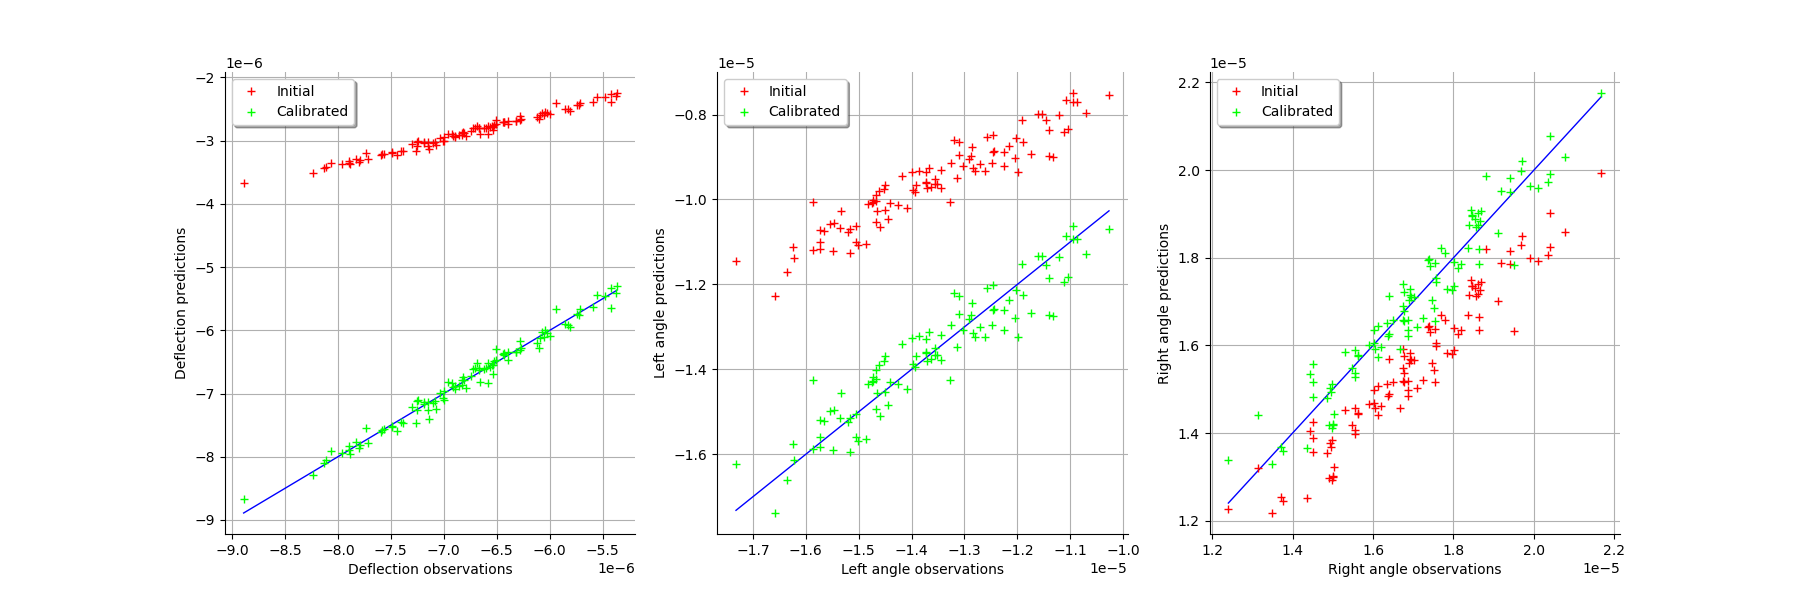 1e−6
−2
−3
−4
−5
−6
−7
−8
−9
Deflection predictions
Initial
Calibrated
−9.0 −8.5 −8.0 −7.5 −7.0 −6.5 −6.0 −5.5
Deflection observations
1e−6
1e−5
−0.8
−1.0
−1.2
−1.4
−1.6
Left angle predictions
Initial
Calibrated
−1.7 −1.6 −1.5 −1.4 −1.3 −1.2 −1.1 −1.0
Left angle observations
1e−5
1e−5
2.2
2.0
1.8
1.6
1.4
1.2
Right angle predictions
Initial
Calibrated
1.2 1.4 1.6 1.8 2.0 2.2
Right angle observations
1e−5